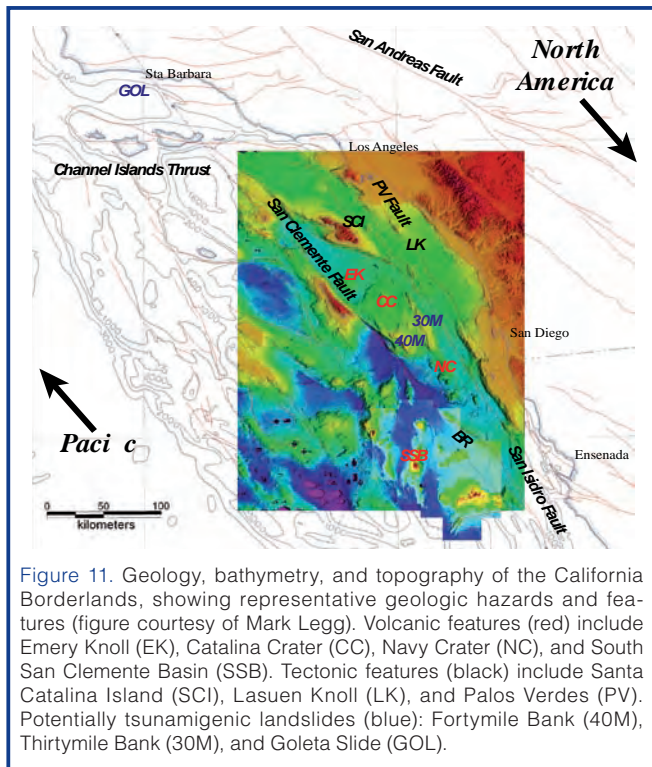 North
America
San Andreas Fault
Sta Barbara
GOL
Los Angeles
Channel Islands Thrust
PV Fault
San Clemente Fault
SCI
LK
EK
CC
30M
40M
San Diego
NC
Paci c
BR
SSB
San Isidro Fault
Ensenada
0 50 100
kilometers
Figure 11. Geology, bathymetry, and topography of the California
Borderlands, showing representative geologic hazards and fea-
tures (figure courtesy of Mark Legg). Volcanic features (red) include
Emery Knoll (EK), Catalina Crater (CC), Navy Crater (NC), and South
San Clemente Basin (SSB). Tectonic features (black) include Santa
Catalina Island (SCI), Lasuen Knoll (LK), and Palos Verdes (PV).
Potentially tsunamigenic landslides (blue): Fortymile Bank (40M),
Thirtymile Bank (30M), and Goleta Slide (GOL).